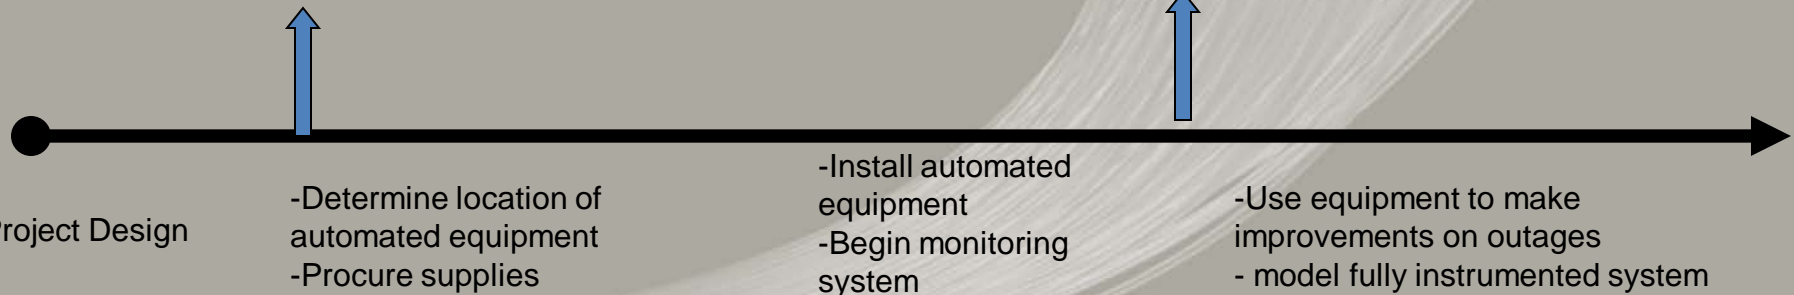 Project Design
-Determine location of
automated equipment
-Procure supplies
-Install automated
equipment
-Begin monitoring
system
-Use equipment to make
improvements on outages
- model fully instrumented system